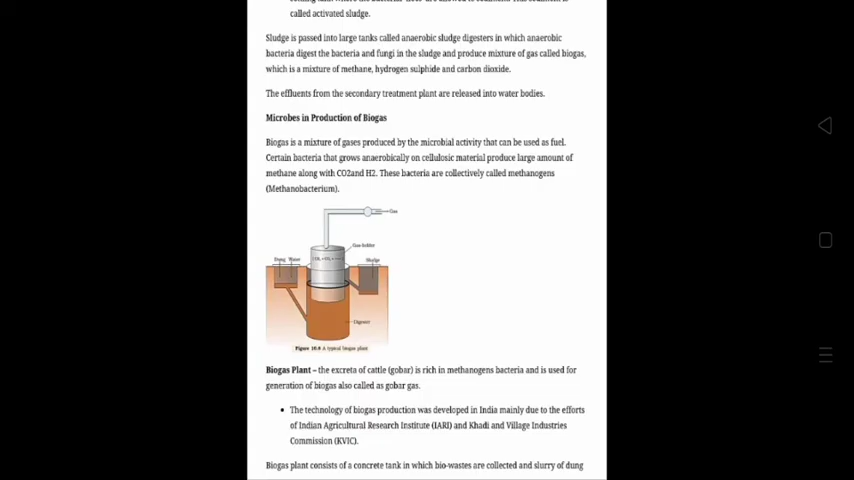 called activated sludge.
Sludge is passed into large tanks called anaerobic sludge digesters in which anaerobic
bacteria digest the bacteria and fungi in the sludge and produce mixture of gas called biogas,
which is a mixture of methane, hydrogen sulphide and carbon dioxide.
The effluents from the secondary treatment plant are released into water bodies.
Microbes in Production of Biogas
Biogas is a mixture of gases produced by the microbial activity that can be used as fuel.
Certain bacteria that grows anaerobically on cellulosic material produce large amount of
methane along with CO2and H2. These bacteria are collectively called methanogens
(Methanobacterium).
Gas
Gas-holder
Dung Water
Sludge
Digester
Figure 10.8 A typical biogas plant
Biogas Plant – the excreta of cattle (gobar) is rich in methanogens bacteria and is used for
generation of biogas also called as gobar gas.
• The technology of biogas production was developed in India mainly due to the efforts
of Indian Agricultural Research Institute (IARI) and Khadi and Village Industries
Commission (KVIC).
Biogas plant consists of a concrete tank in which bio-wastes are collected and slurry of dung